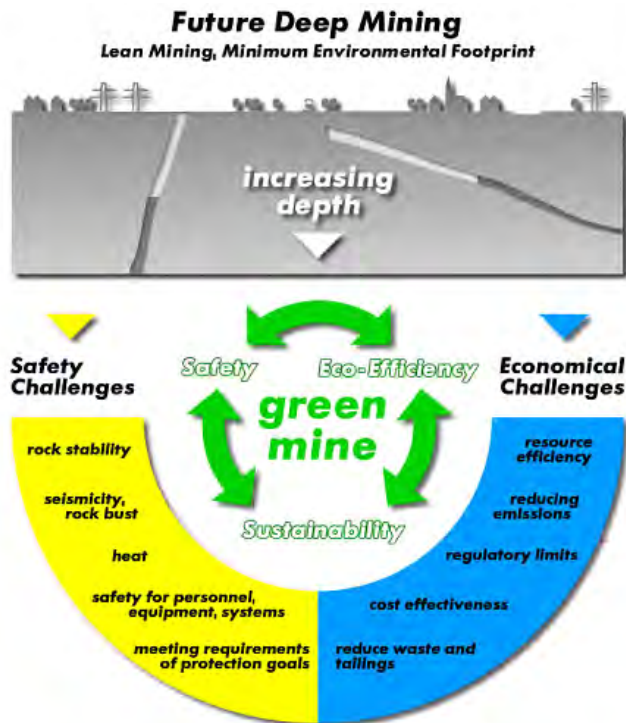 Future Deep Mining
Lean Mining, Minimum Environmental Footprint
increasing
depth
Safety
Challenges
Safety
Eco-Efficiency
green
mine
Sustainability
Economical
Challenges
rock stability
seismicity,
rock bust
heat
safety for personnel,
equipment, systems
meeting requirements
of protection goals
resource
efficiency
reducing
emissions
regulatory limits
cost effectiveness
reduce waste and
tailings